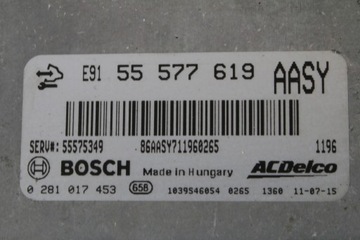 E91 55 577 619 AASY
SERV#: 55575349 86AASY711960265 1196
BOSCH Made in Hungary ACDelco
0 281 017 453 658 1039S46054 0265 1360 11-07-15